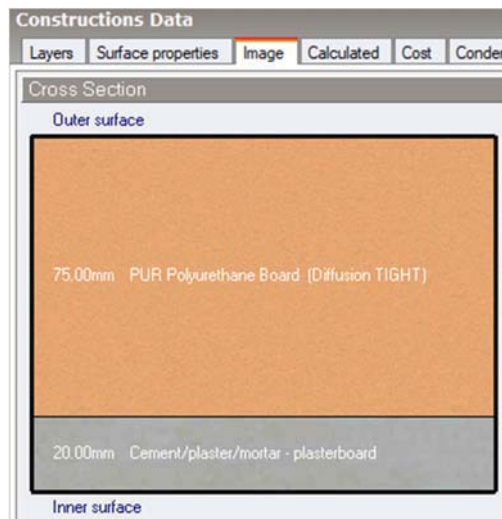 Constructions Data
Layers Surface properties Image Calculated Cost Conden
Cross Section
Outer surface
75.00mm PUR Polyurethane Board (Diffusion TIGHT)
20.00mm Cement/plaster/mortar - plasterboard
Inner surface